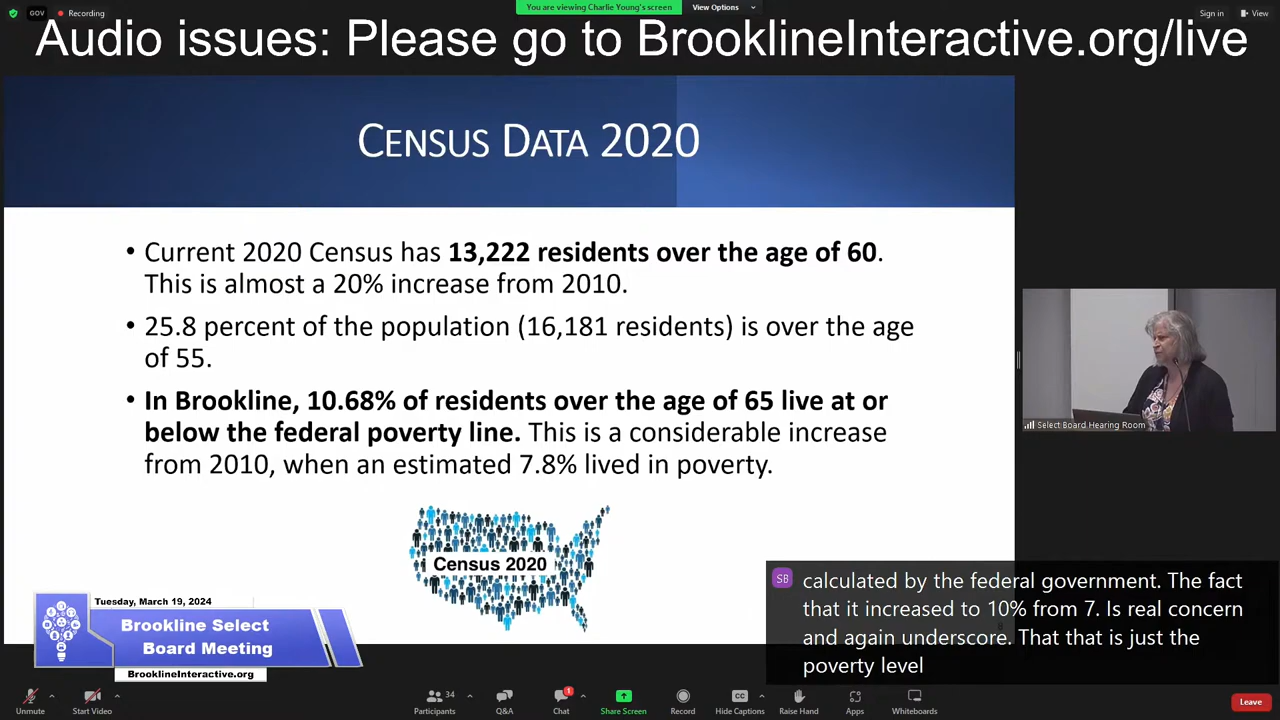 GOV
Recording
You are viewing Charlie Young's screen
View Options
Sign in
View
Audio issues: Please go to BrooklineInteractive.org/live
CENSUS DATA 2020
• Current 2020 Census has 13,222 residents over the age of 60.
This is almost a 20% increase from 2010.
• 25.8 percent of the population (16,181 residents) is over the age
of 55.
• In Brookline, 10.68% of residents over the age of 65 live at or
below the federal poverty line. This is a considerable increase
from 2010, when an estimated 7.8% lived in poverty.
Census 2020
Select Board Hearing Room
SB
calculated by the federal government. The fact
that it increased to 10% from 7. Is real concern
and again underscore. That that is just the
poverty level
Tuesday, March 19, 2024
Brookline Select
Board Meeting
BrooklineInteractive.org
Unmute
Start Video
34
Participants
Q&A
1
Chat
Share Screen
Record
CC
Hide Captions
Raise Hand
Apps
Whiteboards
Leave